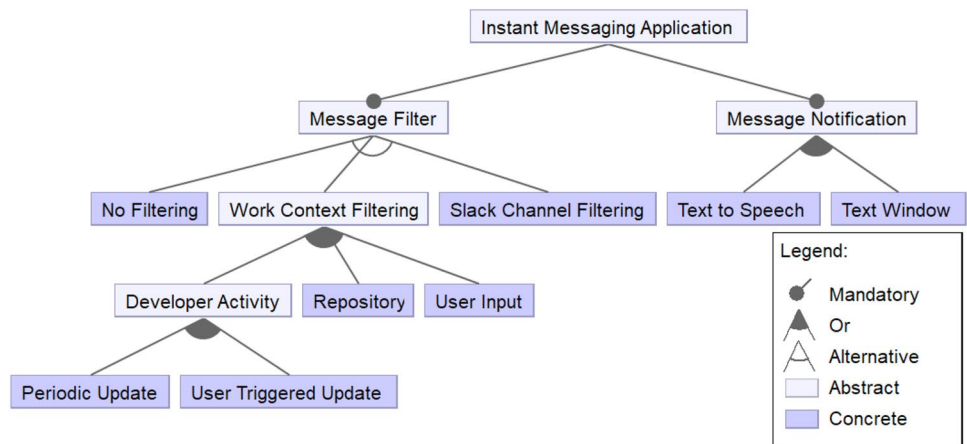 Instant Messaging Application
Message Filter
Message Notification
No Filtering
Work Context Filtering
Slack Channel Filtering
Text to Speech
Text Window
Developer Activity
Repository
User Input
Periodic Update
User Triggered Update
Legend:
Mandatory
Or
Alternative
Abstract
Concrete